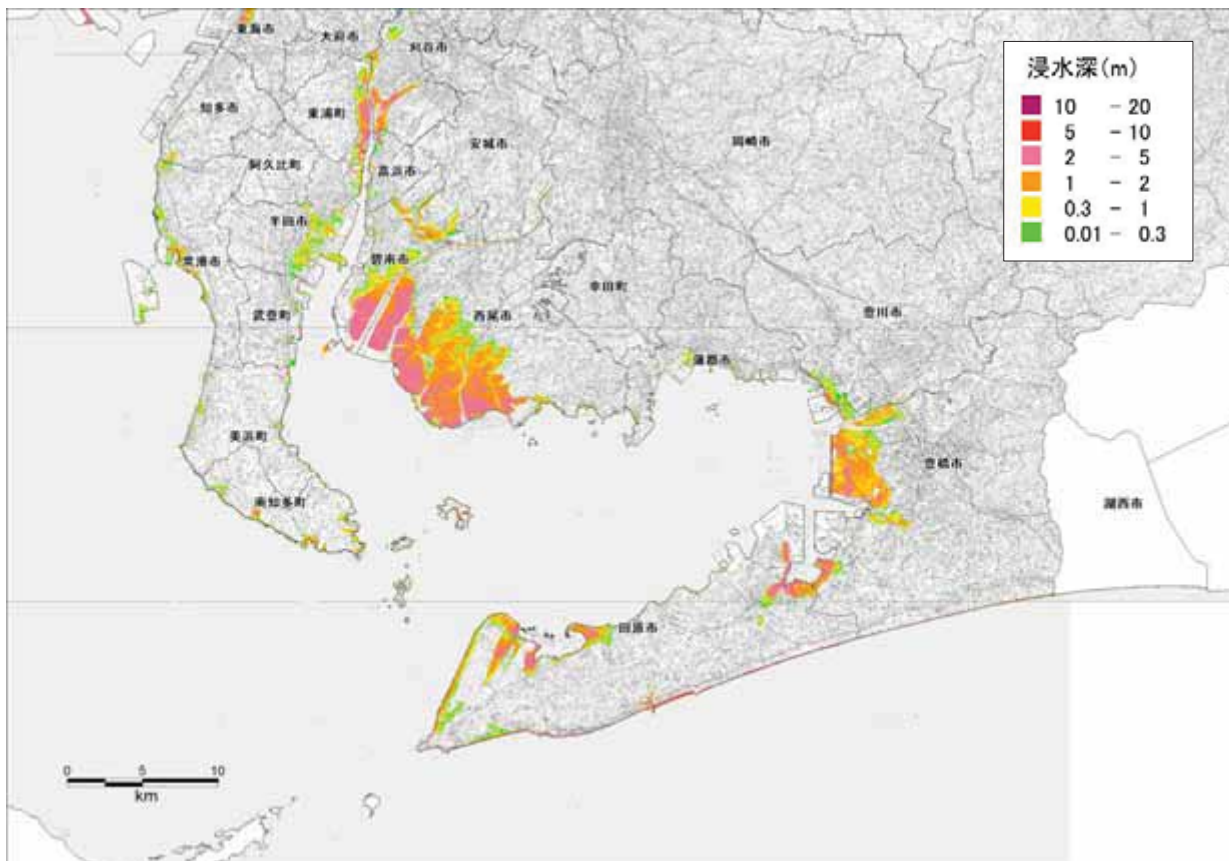 東海市
大府市
刈谷市
知多市
東浦町
安城市
岡崎市
阿久比町
高浜市
半田市
碧南市
常滑市
武豊町
西尾市
幸田町
豊川市
蒲郡市
美浜町
豊橋市
南知多町
湖西市
田原市
浸水深(m)
10 - 20
5 - 10
2 - 5
1 - 2
0.3 - 1
0.01 - 0.3
0 5 10
km